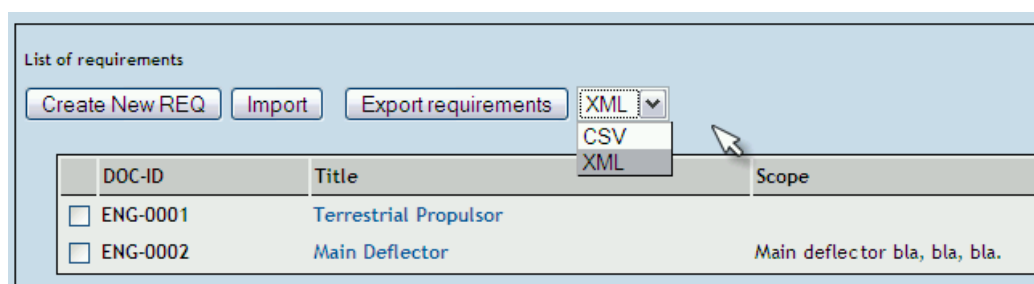 List of requirements
Create New REQ Import Export requirements XML
CSV
XML
DOC-ID Title Scope
ENG-0001 Terrestrial Propulsor
ENG-0002 Main Deflector Main deflector bla, bla, bla.